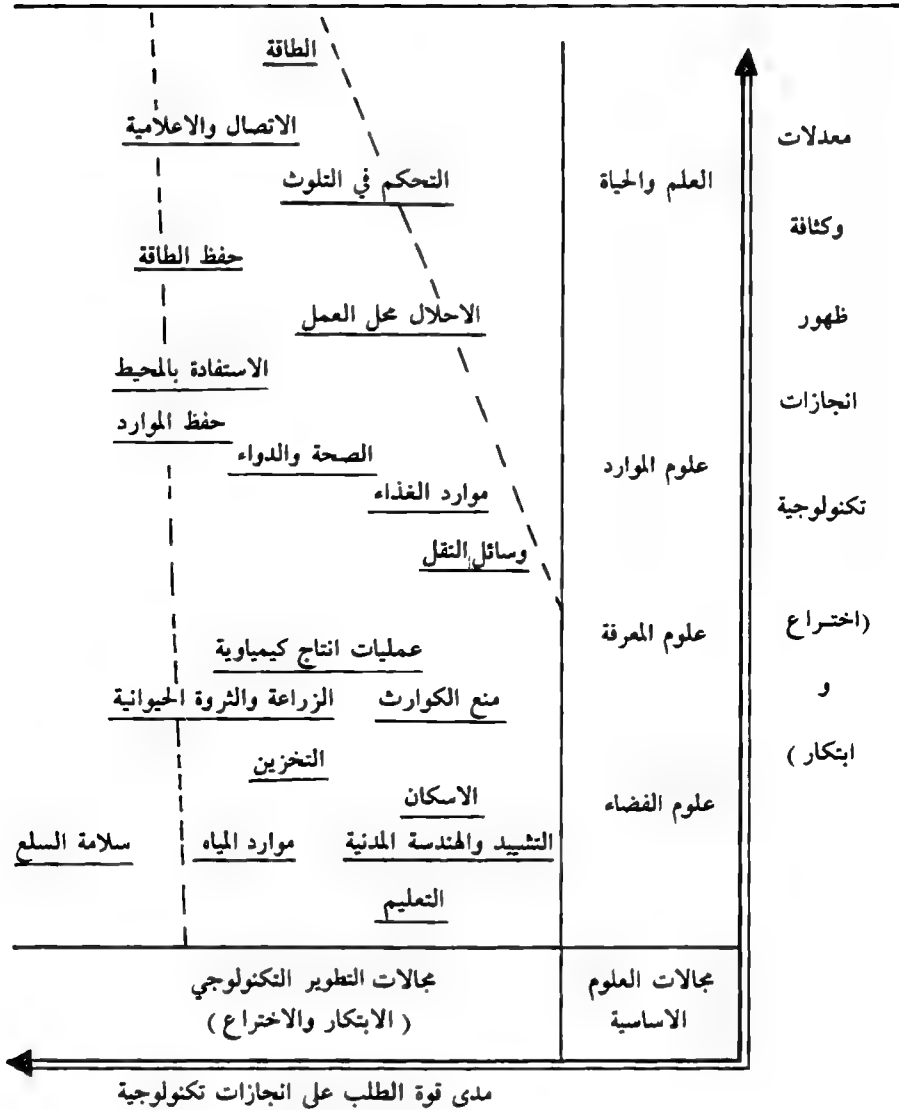 الطاقة
معدلات
الاتصال والاعلامية
العلم والحياة
التحكم في التلوث
وكثافة
حفظ الطاقة
ظهور
الاحلال محل العمل
الاستفادة بالمحيط
انجازات
حفظ الموارد
علوم الموارد
الصحة والدواء
موارد الغذاء
تكنولوجية
وسائل النقل
(اختراع
علوم المعرفة
عمليات انتاج كيمياوية
و
منع الكوارث
الزراعة والثروة الحيوانية
ابتكار)
التخزين
علوم الفضاء
الاسكان
التشييد والهندسة المدنية
موارد المياه
سلامة السلع
التعليم
مجالات العلوم
الاساسية
مجالات التطوير التكنولوجي
(الابتكار والاختراع)
مدى قوة الطلب على انجازات تكنولوجية